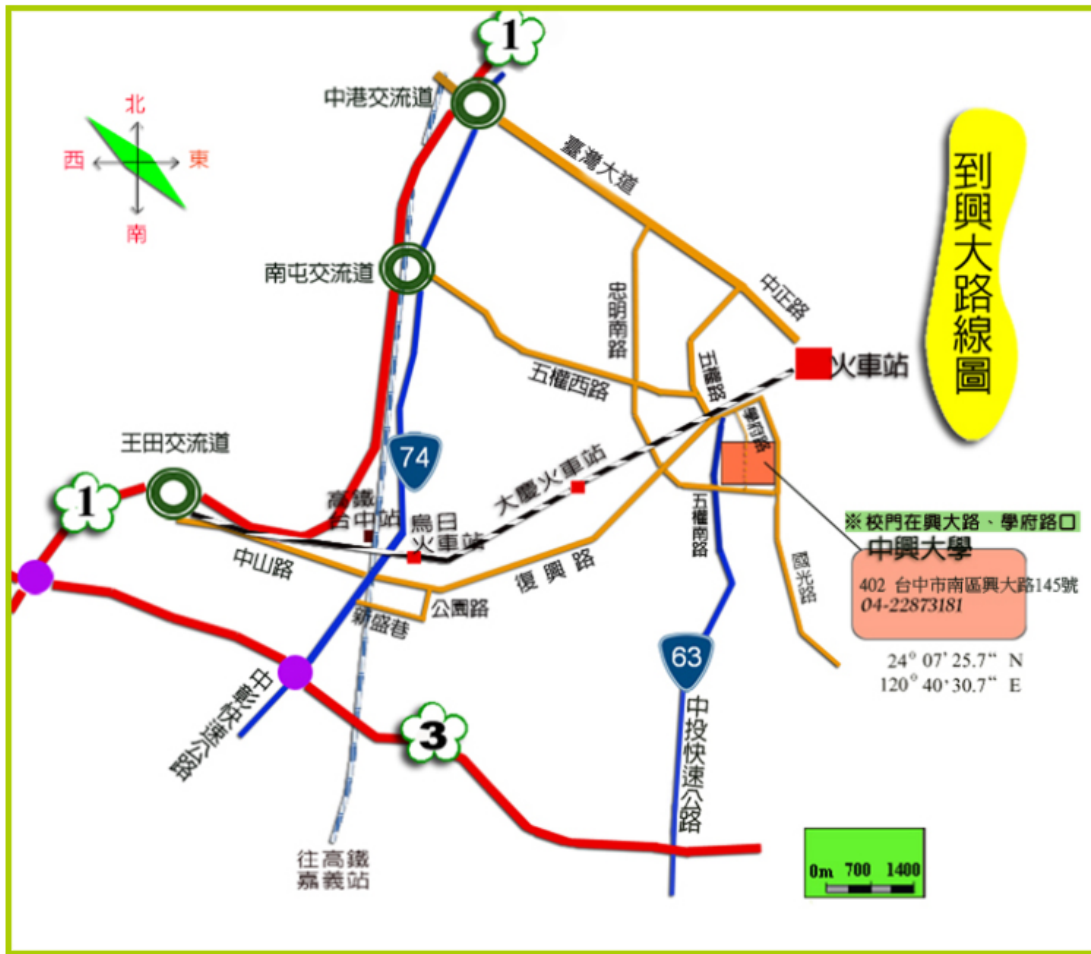 1
中港交流道
北
西
東
南
臺灣大道
到興大路線圖
南屯交流道
忠明南路
中正路
五權西路
五權路
火車站
學府路
王田交流道
74
大慶火車站
1
高鐵
台中站
烏日
火車站
五權南路
※校門在興大路、學府路口
中興大學
中山路
復興路
國光路
402 台中市南區興大路145號
04-22873181
公園路
新盛巷
63
24° 07' 25.7" N
120° 40' 30.7" E
中彰快速公路
3
中投快速公路
往高鐵
嘉義站
0m 700 1400